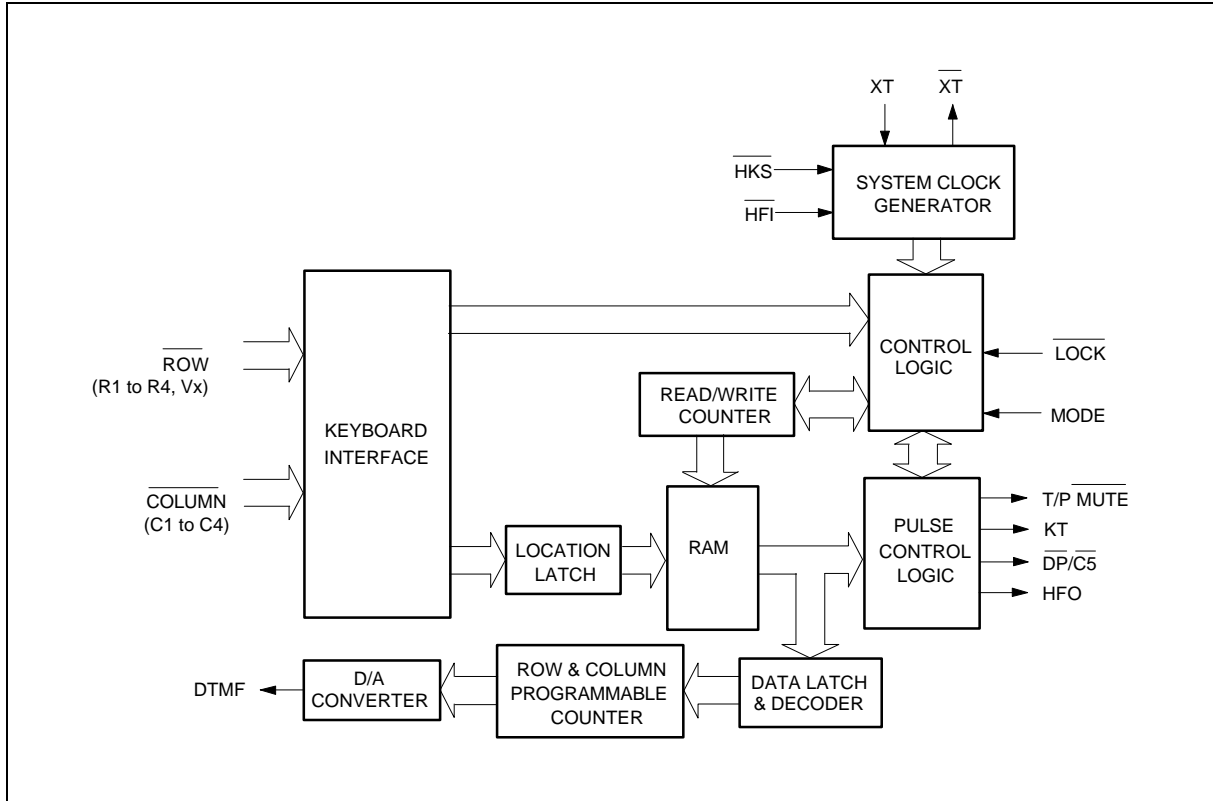 XT
XT
HKS
HFI
SYSTEM CLOCK
GENERATOR
ROW
(R1 to R4, Vx)
COLUMN
(C1 to C4)
KEYBOARD
INTERFACE
CONTROL
LOGIC
LOCK
MODE
READ/WRITE
COUNTER
LOCATION
LATCH
RAM
PULSE
CONTROL
LOGIC
T/P MUTE
KT
DP/C5
HFO
DTMF
D/A
CONVERTER
ROW & COLUMN
PROGRAMMABLE
COUNTER
DATA LATCH
& DECODER